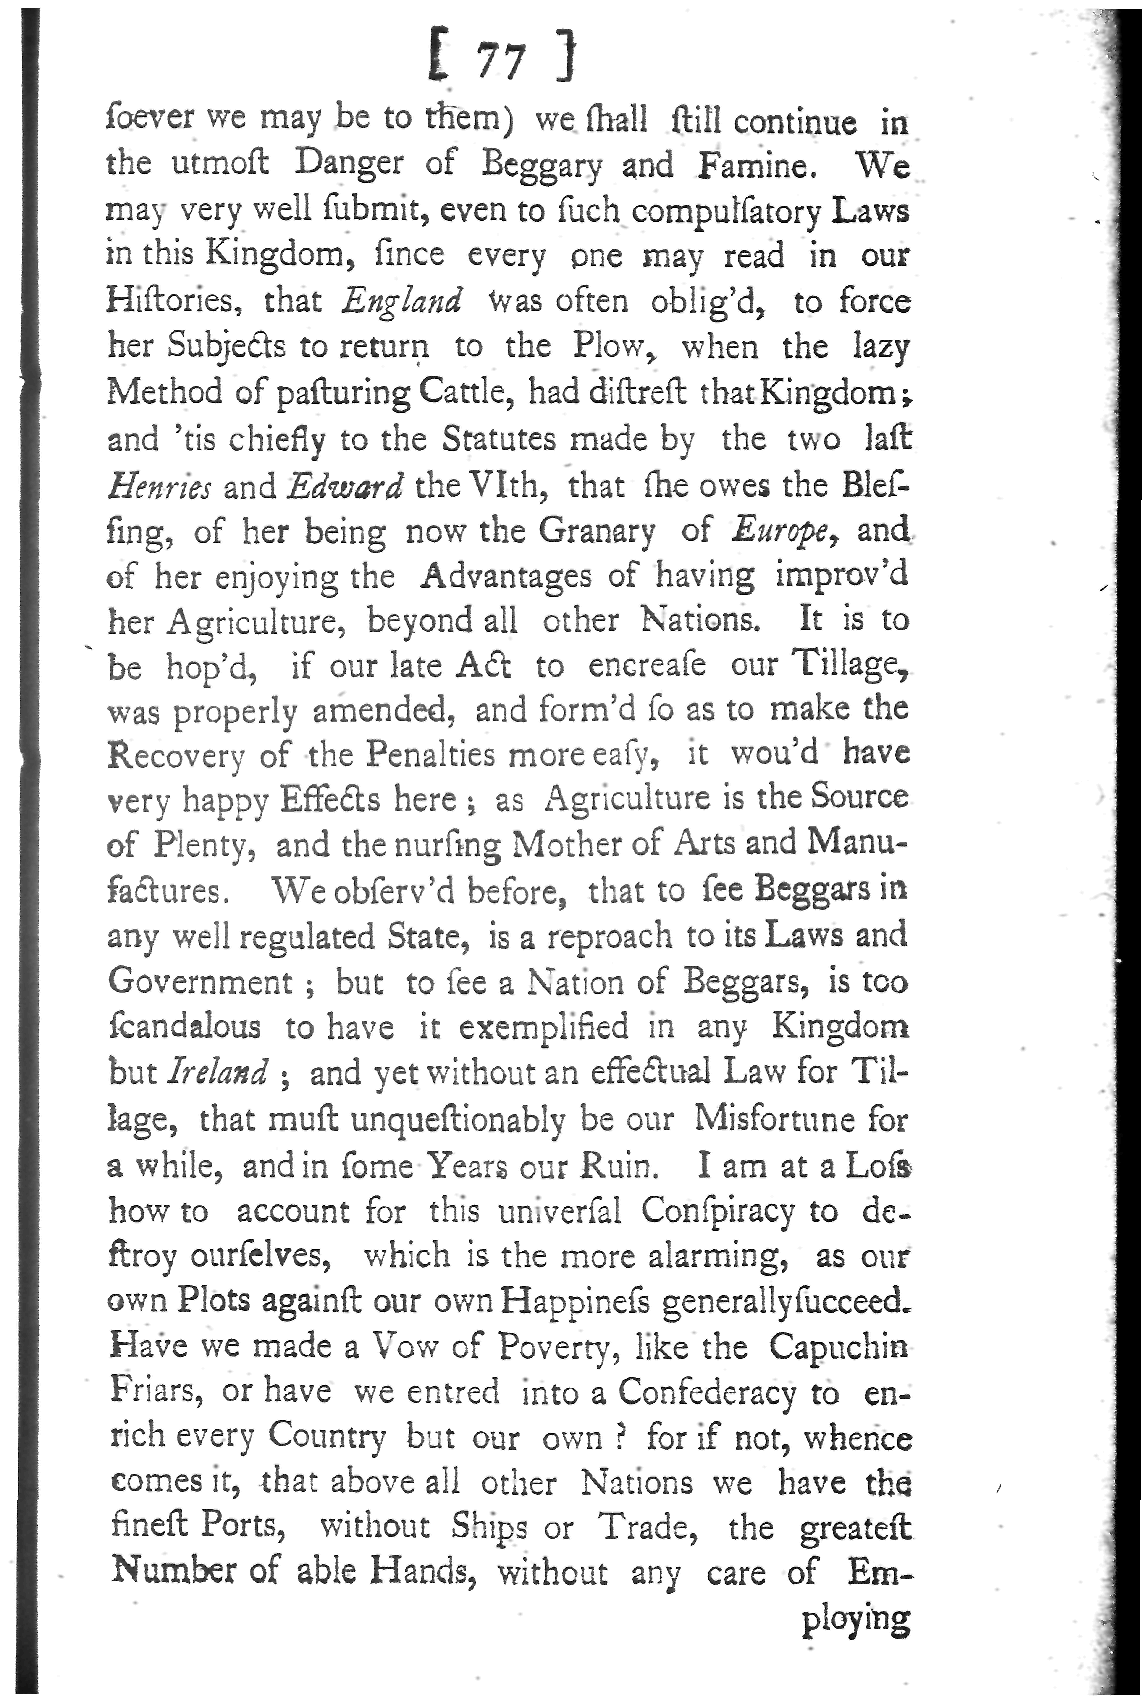 [ 77 ]
ſoever we may be to them) we ſhall ſtill continue in
the utmoſt Danger of Beggary and Famine. We
may very well ſubmit, even to ſuch compulſatory Laws
in this Kingdom, ſince every one may read in our
Hiſtories, that England was often oblig'd, to force
her Subjects to return to the Plow, when the lazy
Method of paſturing Cattle, had diſtreſt that Kingdom;
and 'tis chiefly to the Statutes made by the two laſt
Henries and Edward the VIth, that ſhe owes the Bleſ-
ſing, of her being now the Granary of Europe, and
of her enjoying the Advantages of having improv'd
her Agriculture, beyond all other Nations. It is to
be hop'd, if our late Act to encreaſe our Tillage,
was properly amended, and form'd ſo as to make the
Recovery of the Penalties more eaſy, it wou'd have
very happy Effects here; as Agriculture is the Source
of Plenty, and the nurſing Mother of Arts and Manu-
factures. We obſerv'd before, that to ſee Beggars in
any well regulated State, is a reproach to its Laws and
Government; but to ſee a Nation of Beggars, is too
ſcandalous to have it exemplified in any Kingdom
but Ireland; and yet without an effectual Law for Til-
lage, that muſt unqueſtionably be our Misfortune for
a while, and in ſome Years our Ruin. I am at a Loſs
how to account for this univerſal Conſpiracy to de-
ſtroy ourſelves, which is the more alarming, as our
own Plots againſt our own Happineſs generally ſucceed.
Have we made a Vow of Poverty, like the Capuchin
Friars, or have we entred into a Confederacy to en-
rich every Country but our own? for if not, whence
comes it, that above all other Nations we have the
fineſt Ports, without Ships or Trade, the greateſt
Number of able Hands, without any care of Em-
ploying